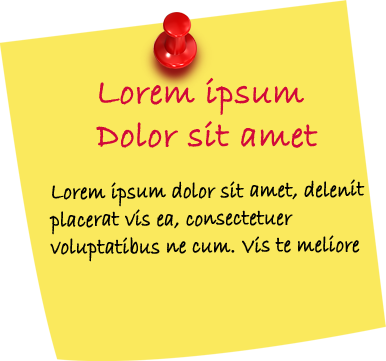 Lorem ipsum
Dolor sit amet
Lorem ipsum dolor sit amet, delenit
placerat vis ea, consectetuer
voluptatibus ne cum. Vis te meliore